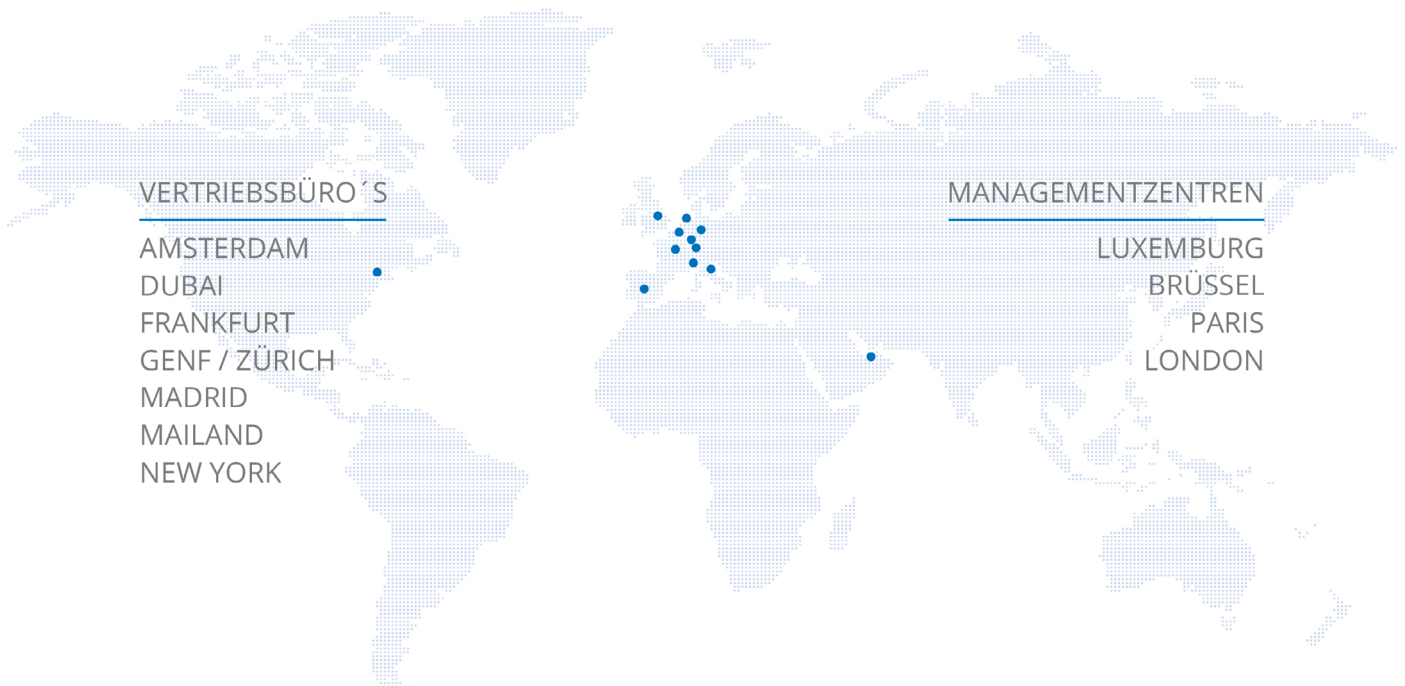 VERTRIEBSBÜRO´S
AMSTERDAM
DUBAI
FRANKFURT
GENF / ZÜRICH
MADRID
MAILAND
NEW YORK
MANAGEMENTZENTREN
LUXEMBURG
BRÜSSEL
PARIS
LONDON